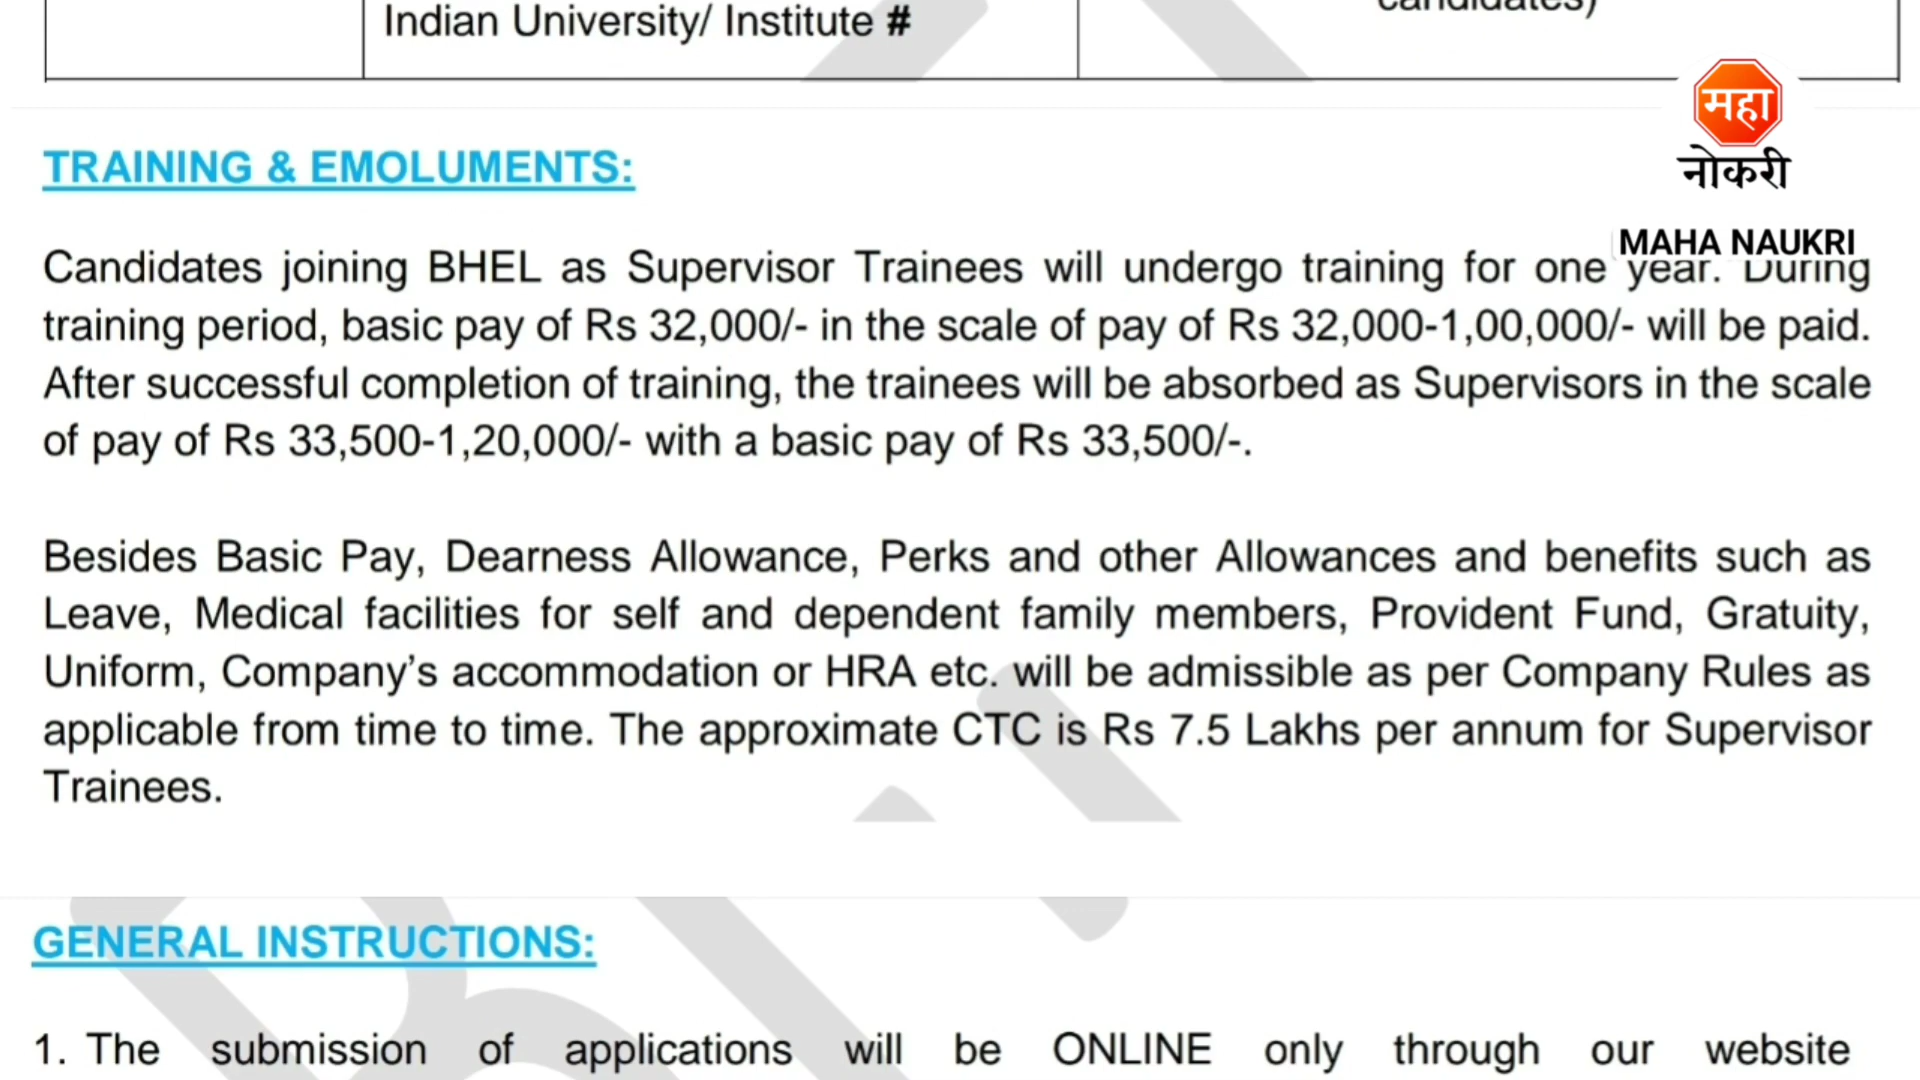 Indian University/ Institute #
candidates)
महा
नोकरी
MAHA NAUKRI
TRAINING & EMOLUMENTS:
Candidates joining BHEL as Supervisor Trainees will undergo training for one year. During
training period, basic pay of Rs 32,000/- in the scale of pay of Rs 32,000-1,00,000/- will be paid.
After successful completion of training, the trainees will be absorbed as Supervisors in the scale
of pay of Rs 33,500-1,20,000/- with a basic pay of Rs 33,500/-.
Besides Basic Pay, Dearness Allowance, Perks and other Allowances and benefits such as
Leave, Medical facilities for self and dependent family members, Provident Fund, Gratuity,
Uniform, Company’s accommodation or HRA etc. will be admissible as per Company Rules as
applicable from time to time. The approximate CTC is Rs 7.5 Lakhs per annum for Supervisor
Trainees.
GENERAL INSTRUCTIONS:
1. The submission of applications will be ONLINE only through our website